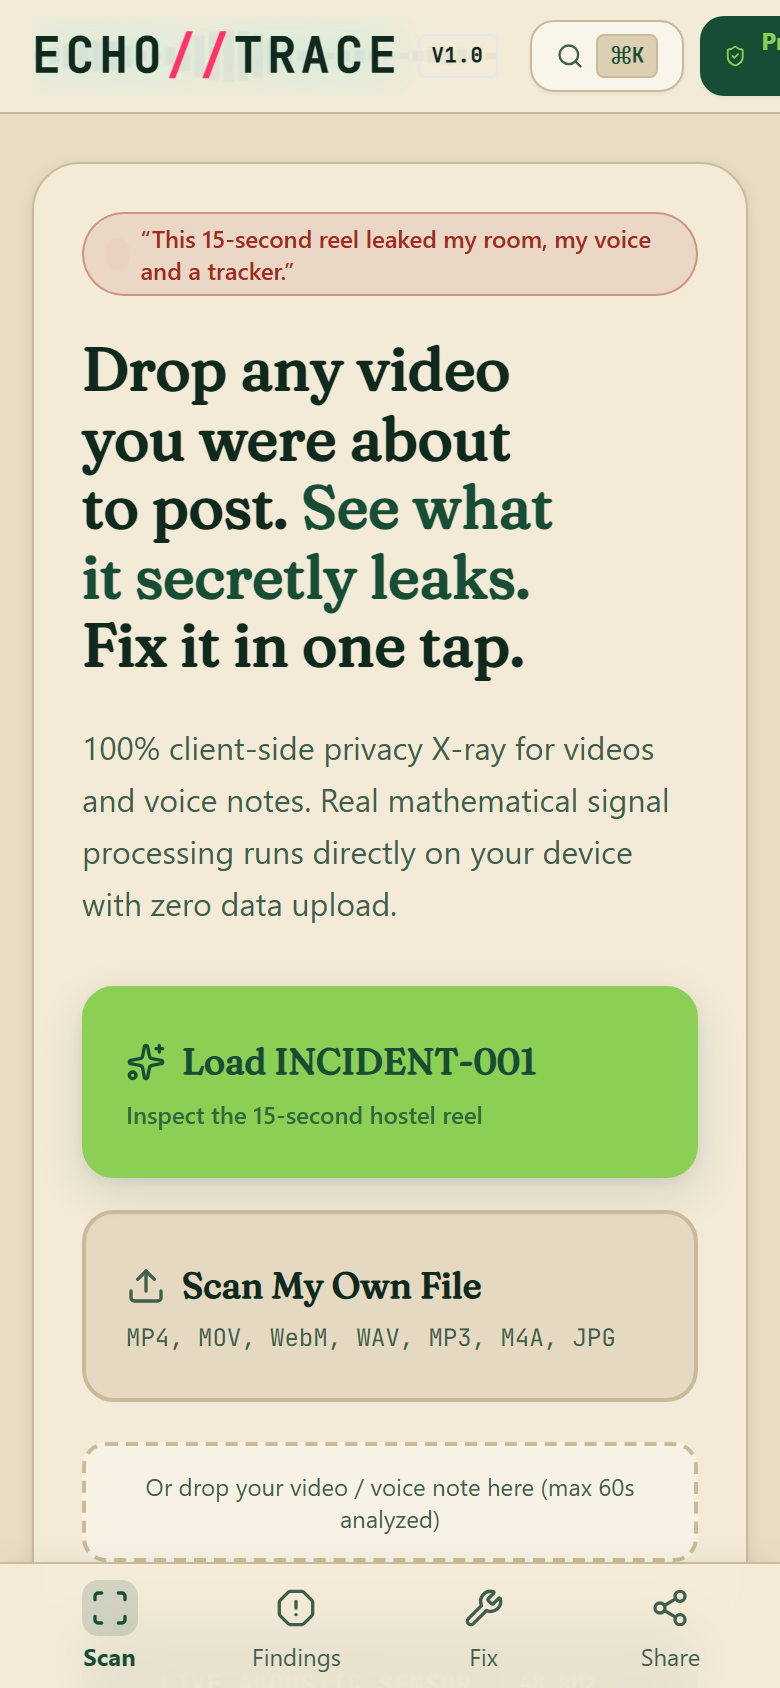 ECHO//TRACE V1.0 ⌘K
“This 15-second reel leaked my room, my voice
and a tracker.”
Drop any video
you were about
to post. See what
it secretly leaks.
Fix it in one tap.
100% client-side privacy X-ray for videos
and voice notes. Real mathematical signal
processing runs directly on your device
with zero data upload.
Load INCIDENT-001
Inspect the 15-second hostel reel
Scan My Own File
MP4, MOV, WebM, WAV, MP3, M4A, JPG
Or drop your video / voice note here (max 60s
analyzed)
Scan Findings Fix Share